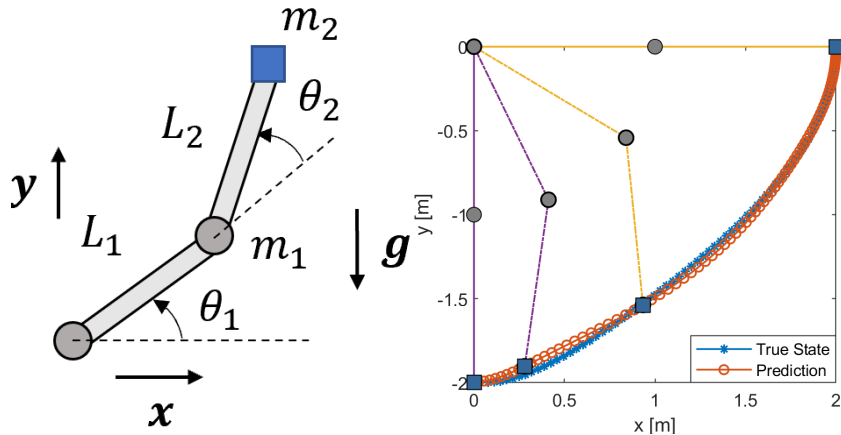 m₂
θ₂
L₂
y
L₁
m₁
g
θ₁
x
0
-0.5
-1
-1.5
-2
y [m]
0 0.5 1 1.5 2
x [m]
True State
Prediction